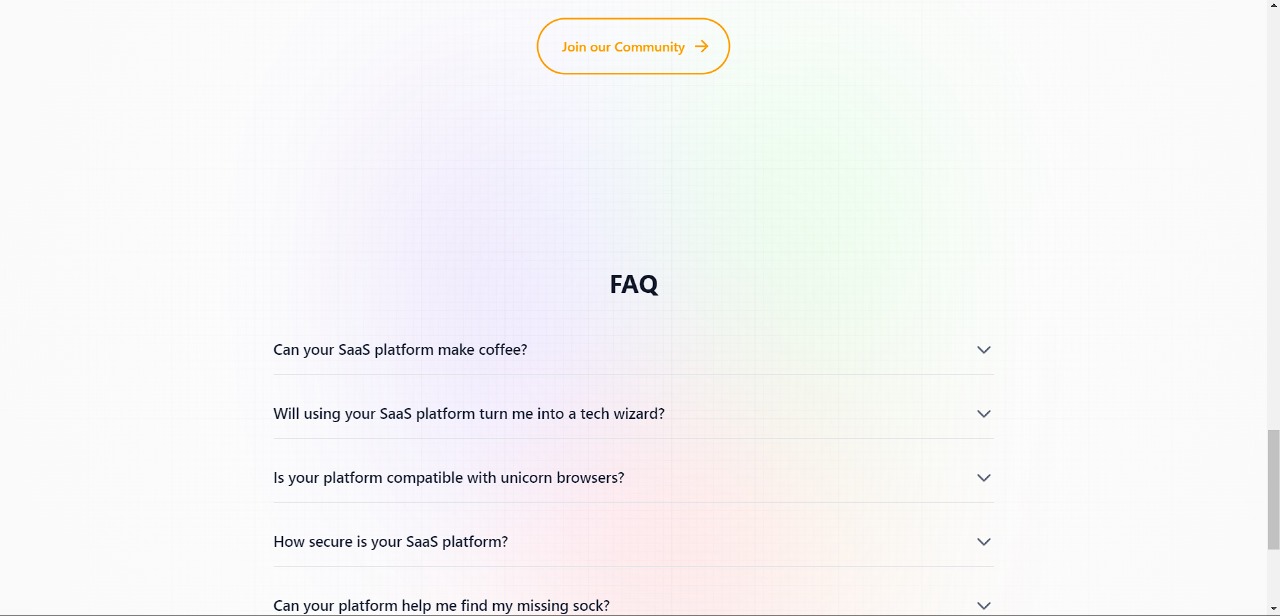 Join our Community
FAQ
Can your SaaS platform make coffee?
Will using your SaaS platform turn me into a tech wizard?
Is your platform compatible with unicorn browsers?
How secure is your SaaS platform?
Can your platform help me find my missing sock?